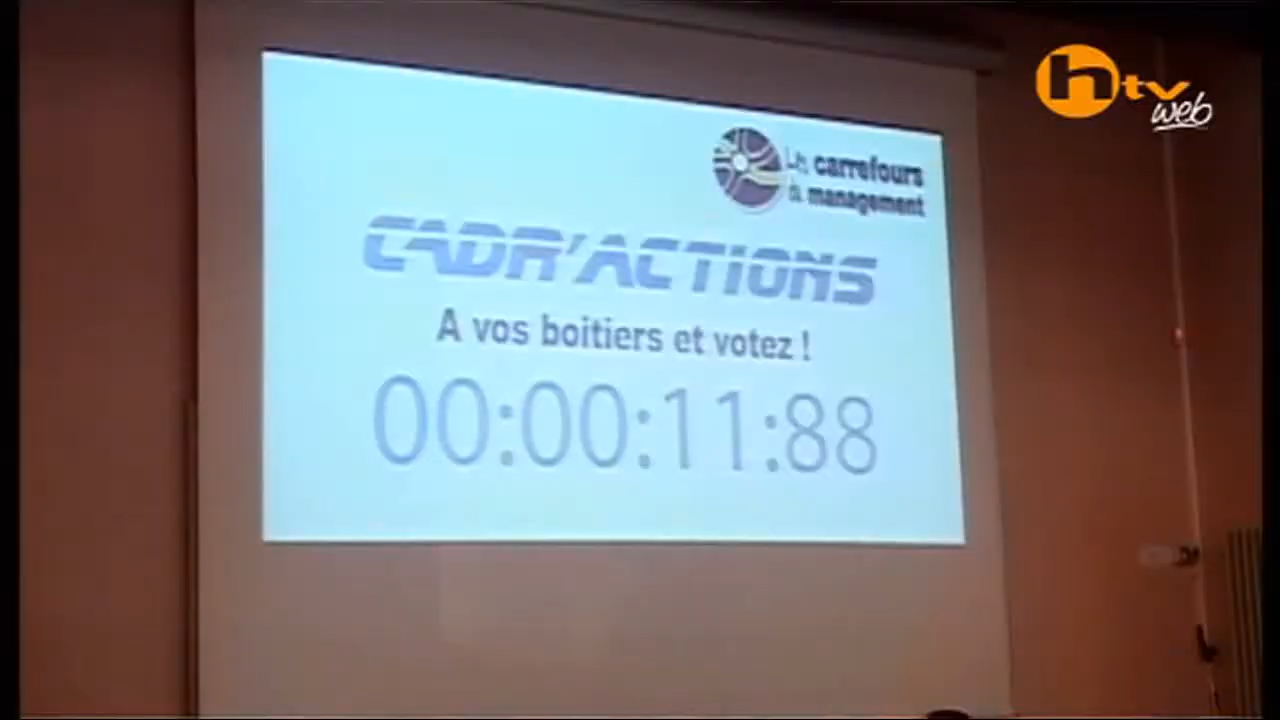 htv
web
Les carrefours
du management
CADR'ACTIONS
A vos boitiers et votez !
00:00:11:88